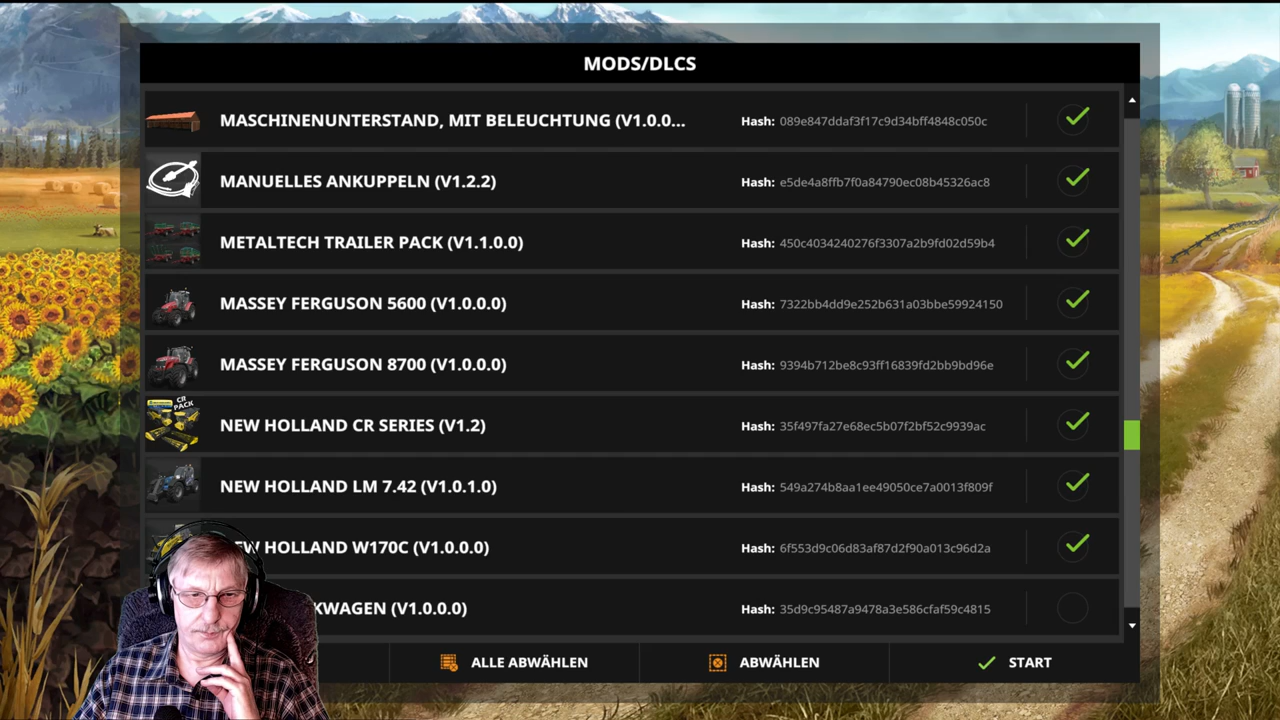 MODS/DLCS
MASCHINENUNTERSTAND, MIT BELEUCHTUNG (V1.0.0... Hash: 089e847ddaf3f17c9d34bff4848c050c
MANUELLES ANKUPPELN (V1.2.2) Hash: e5de4a8ffb7f0a84790ec08b45326ac8
METALTECH TRAILER PACK (V1.1.0.0) Hash: 450c4034240276f3307a2b9fd02d59b4
MASSEY FERGUSON 5600 (V1.0.0.0) Hash: 7322bb4dd9e252b631a03bbe59924150
MASSEY FERGUSON 8700 (V1.0.0.0) Hash: 9394b712be8c93ff16839fd2bb9bd96e
CR PACK
NEW HOLLAND CR SERIES (V1.2) Hash: 35f497fa27e68ec5b07f2bf52c9939ac
NEW HOLLAND LM 7.42 (V1.0.1.0) Hash: 549a274b8aa1ee49050ce7a0013f809f
HOLLAND W170C (V1.0.0.0) Hash: 6f553d9c06d83af87d2f90a013c96d2a
KWAGEN (V1.0.0.0) Hash: 35d9c95487a9478a3e586cfaf59c4815
ALLE ABWÄHLEN ABWÄHLEN START